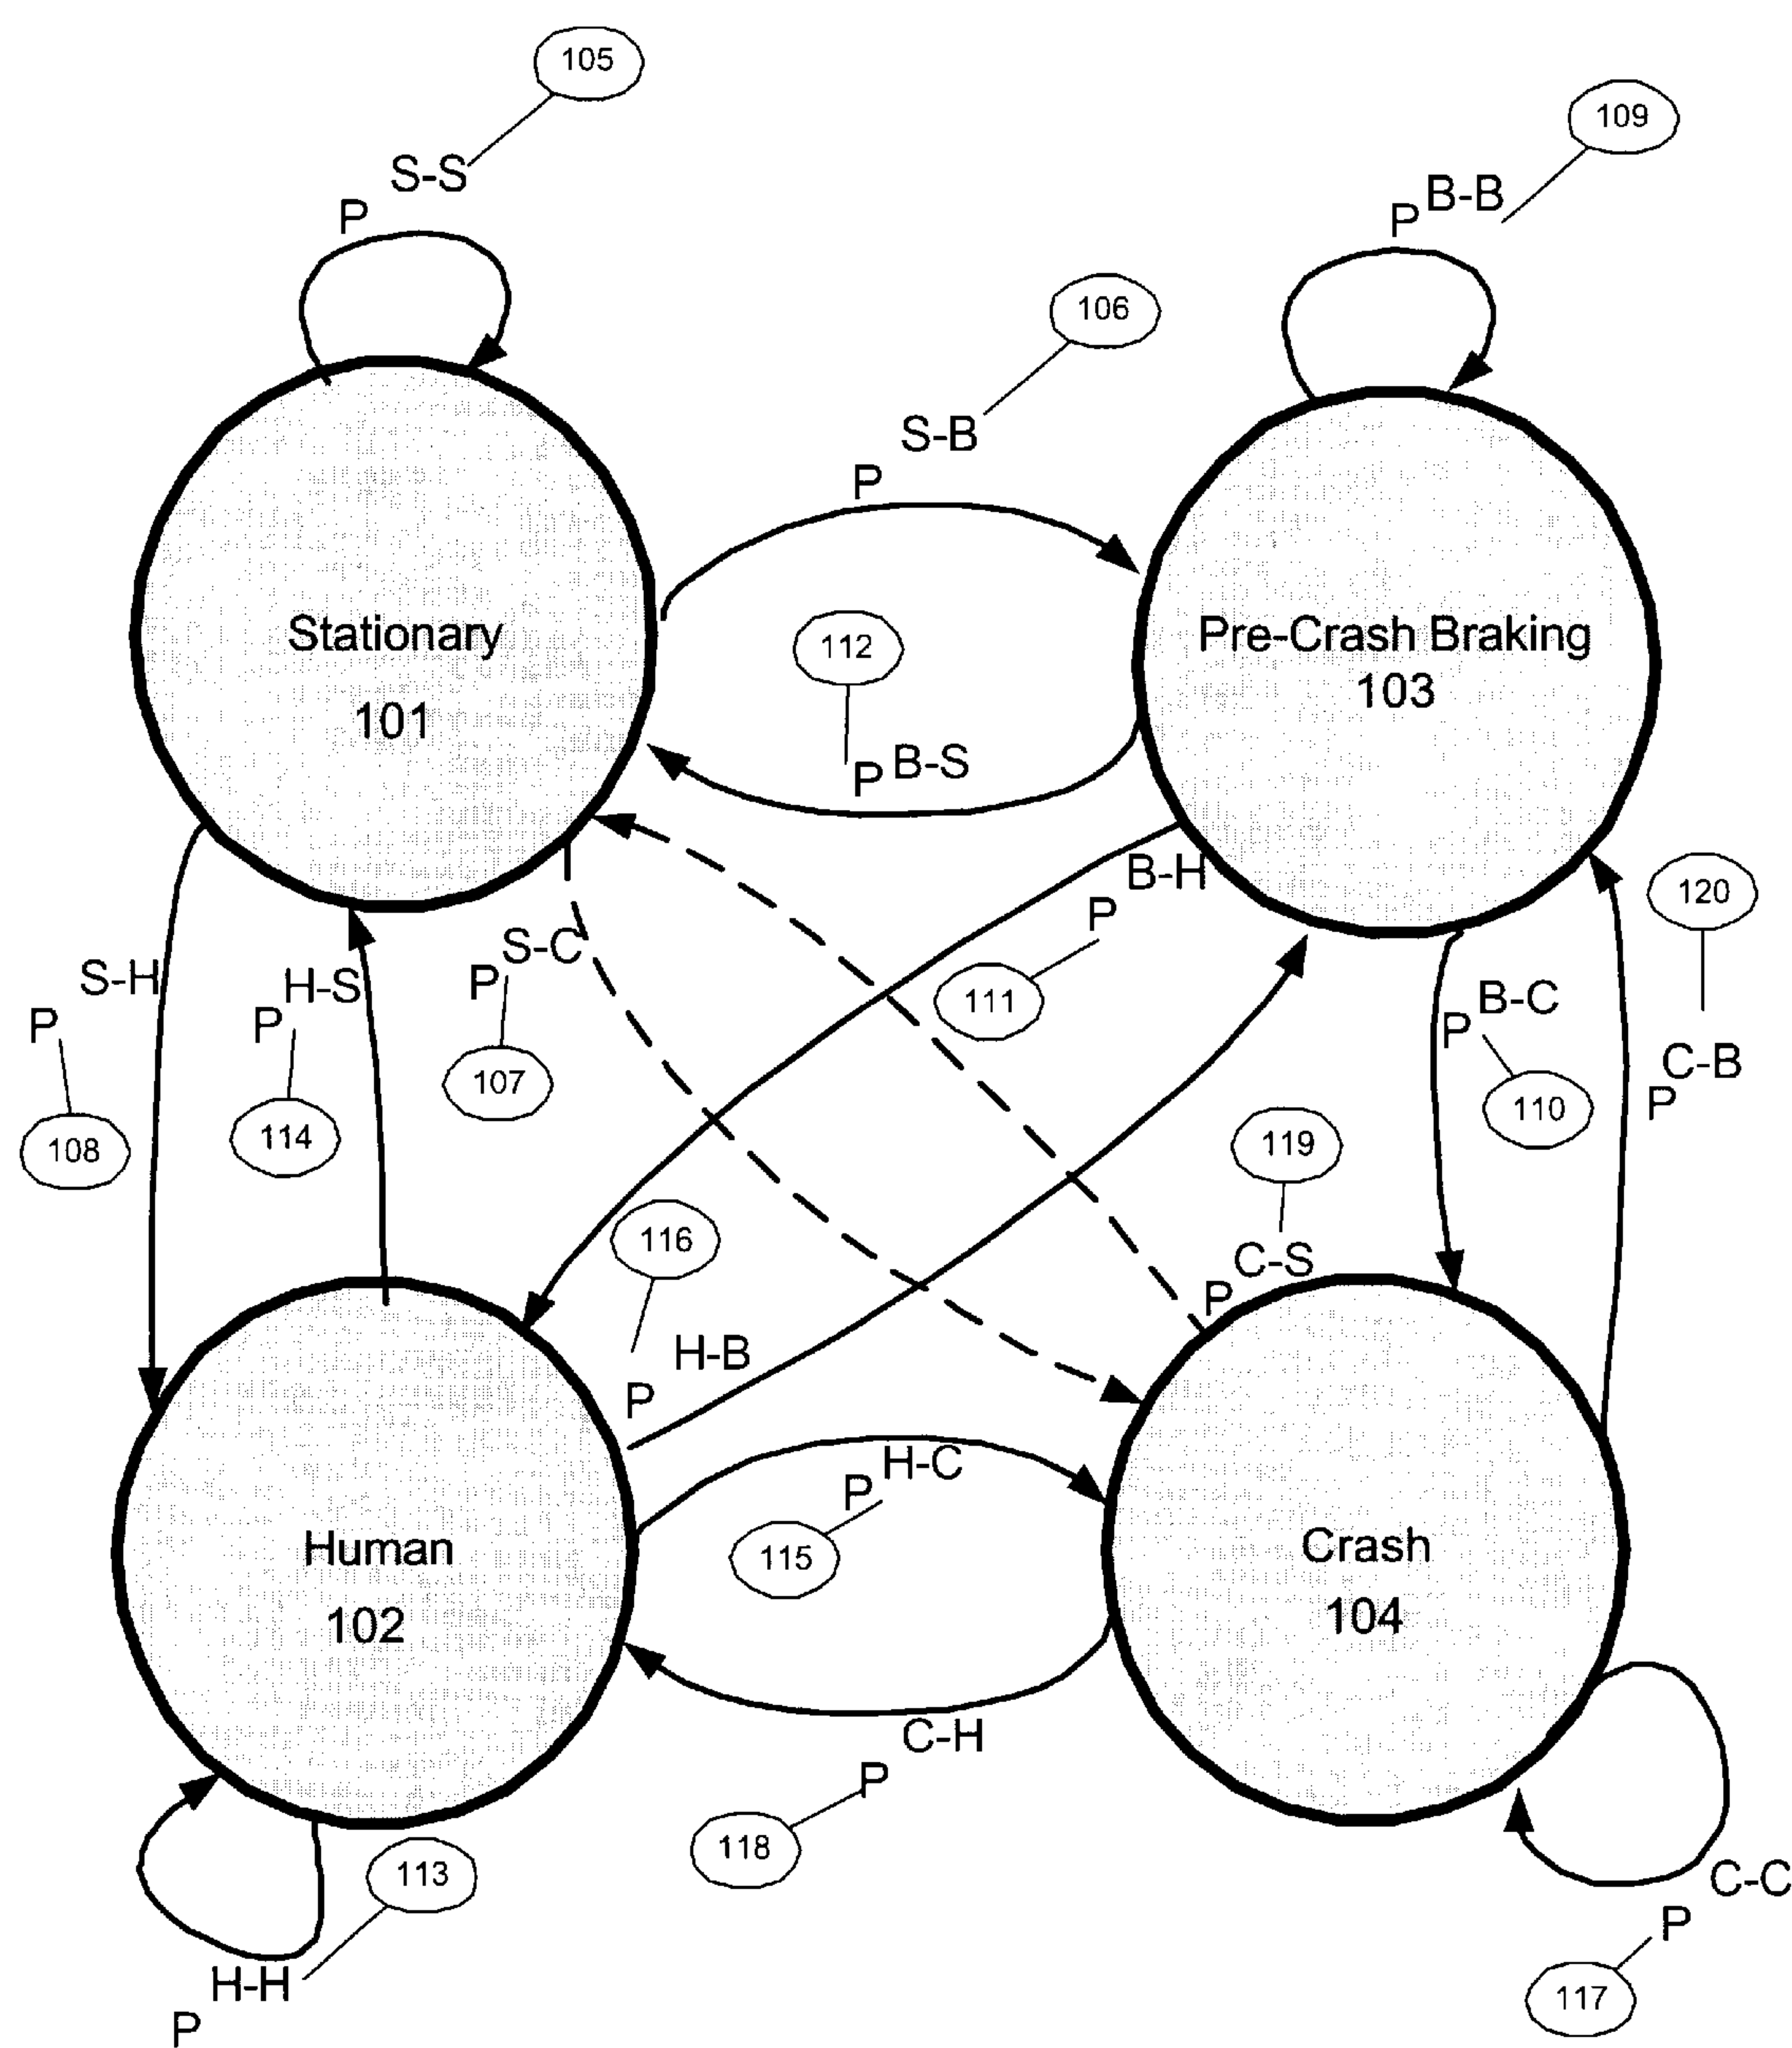 105
S-S
P
109
B-B
P
106
S-B
P
Stationary
101
112
P B-S
Pre-Crash Braking
103
B-H
P
111
120
C-B
P
S-H
P
108
H-S
P
114
S-C
P
107
B-C
P
110
119
C-S
P
116
H-B
P
H-C
P
115
Human
102
Crash
104
C-H
P
118
113
H-H
P
C-C
P
117